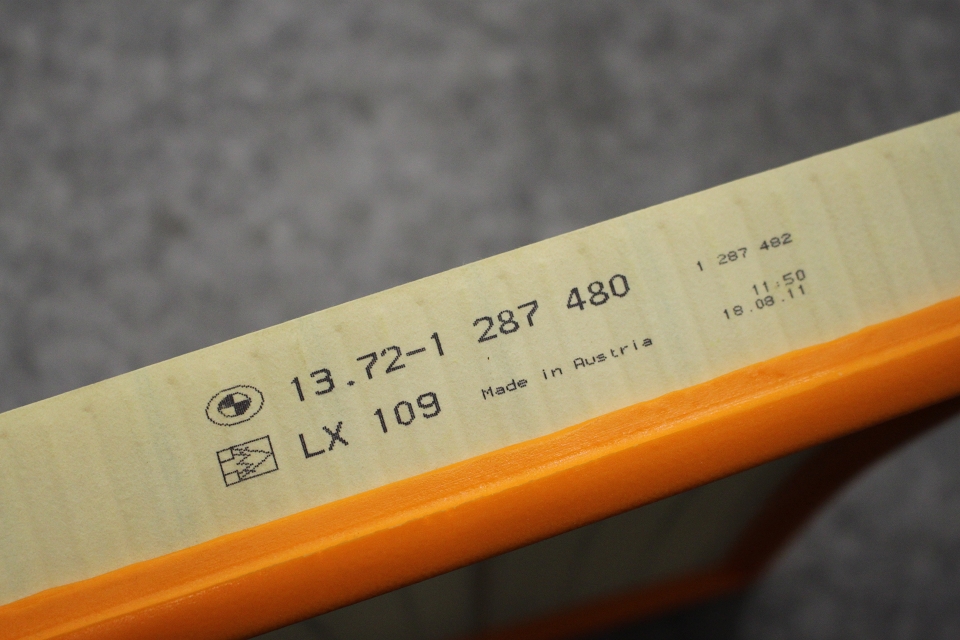 13.72-1 287 480
LX 109
Made in Austria
1 287 482
11:50
18.08.11